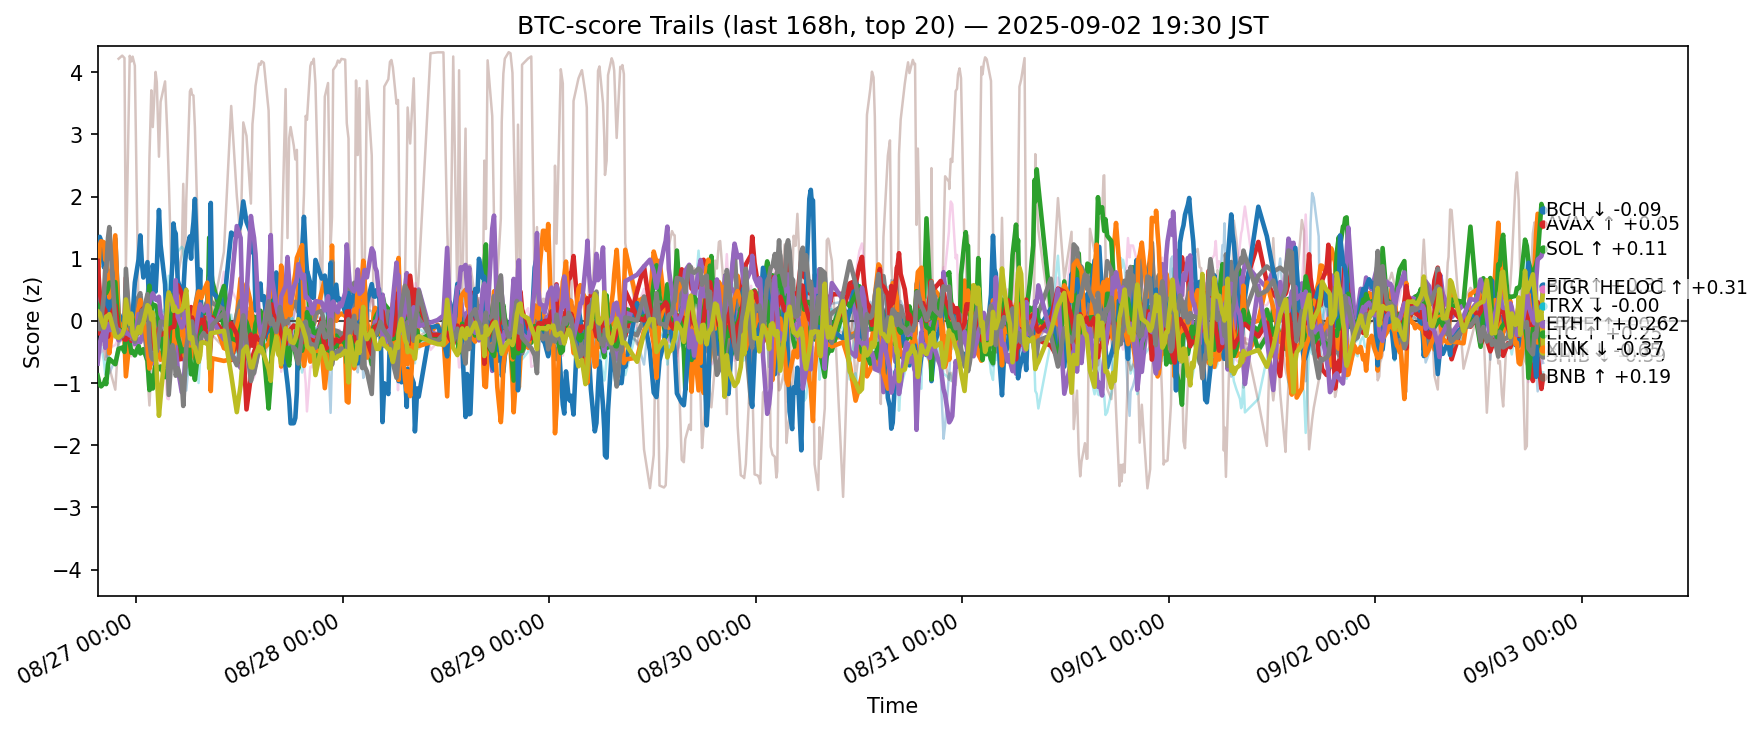 BTC-score Trails (last 168h, top 20) — 2025-09-02 19:30 JST
Score (z)
4
3
2
1
0
−1
−2
−3
−4
BCH ↓ -0.09
AVAX ↑ +0.05
SOL ↑ +0.11
FIGR_HELOC ↑ +0.31
TRX ↓ -0.00
ETH ↑ +0.26
LINK ↓ -0.37
BNB ↑ +0.19
08/27 00:00
08/28 00:00
08/29 00:00
08/30 00:00
08/31 00:00
09/01 00:00
09/02 00:00
09/03 00:00
Time